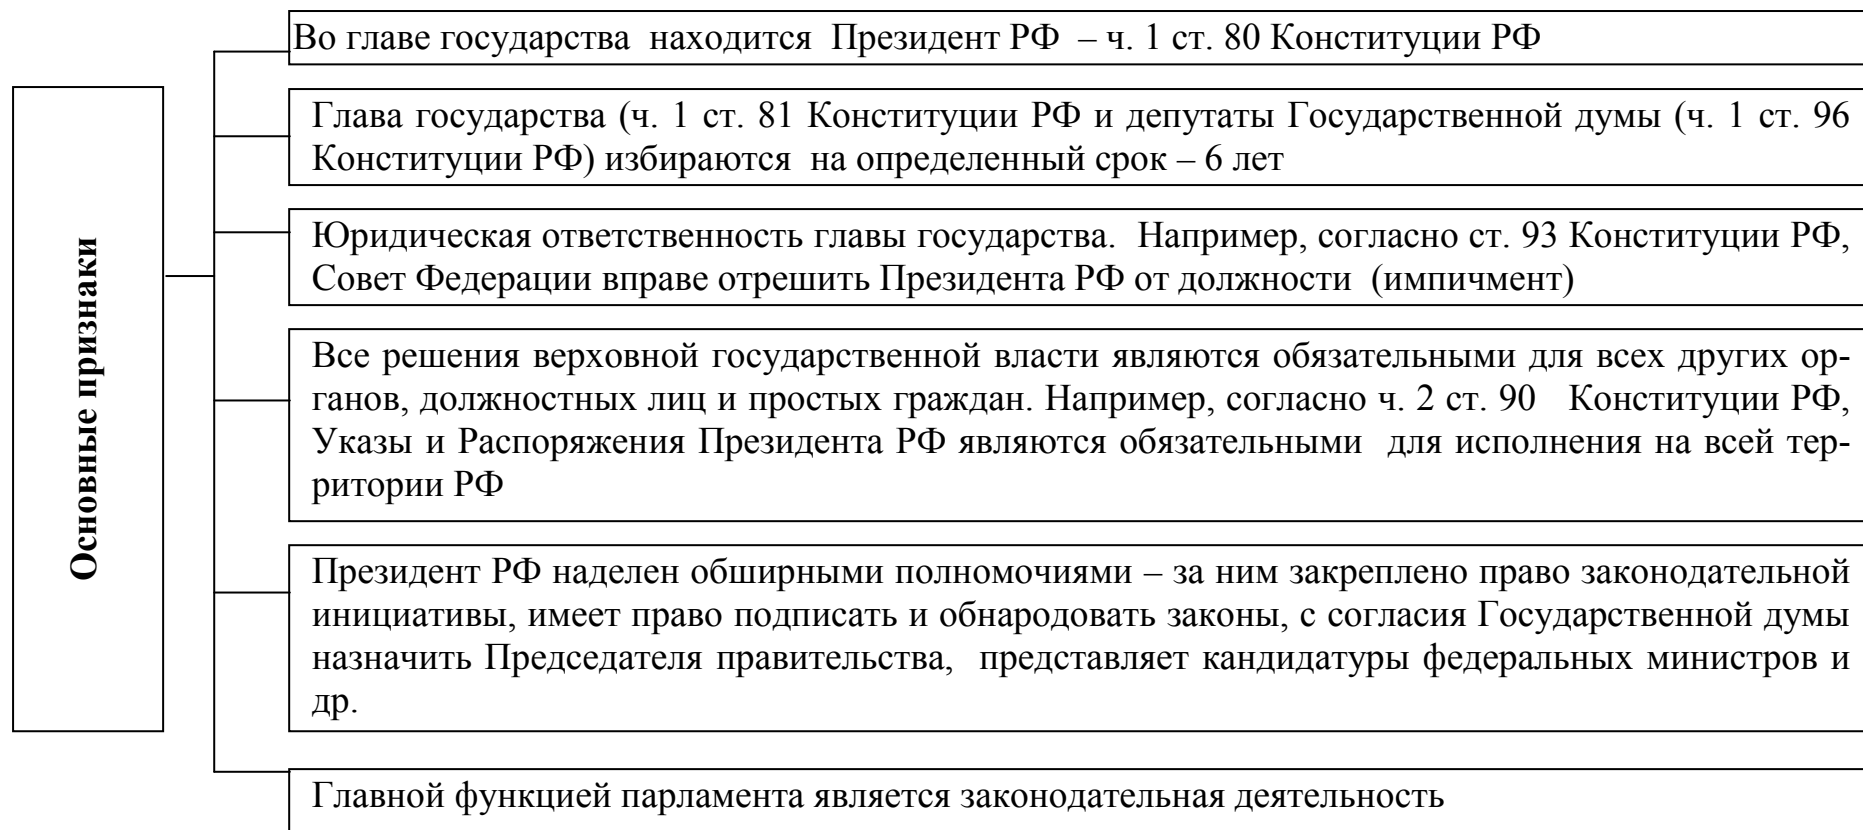 Во главе государства находится Президент РФ – ч. 1 ст. 80 Конституции РФ
Основные признаки
Глава государства (ч. 1 ст. 81 Конституции РФ и депутаты Государственной думы (ч. 1 ст. 96
Конституции РФ) избираются на определенный срок – 6 лет
Юридическая ответственность главы государства. Например, согласно ст. 93 Конституции РФ,
Совет Федерации вправе отрешить Президента РФ от должности (импичмент)
Все решения верховной государственной власти являются обязательными для всех других ор-
ганов, должностных лиц и простых граждан. Например, согласно ч. 2 ст. 90 Конституции РФ,
Указы и Распоряжения Президента РФ являются обязательными для исполнения на всей тер-
ритории РФ
Президент РФ наделен обширными полномочиями – за ним закреплено право законодательной
инициативы, имеет право подписать и обнародовать законы, с согласия Государственной думы
назначить Председателя правительства, представляет кандидатуры федеральных министров и
др.
Главной функцией парламента является законодательная деятельность